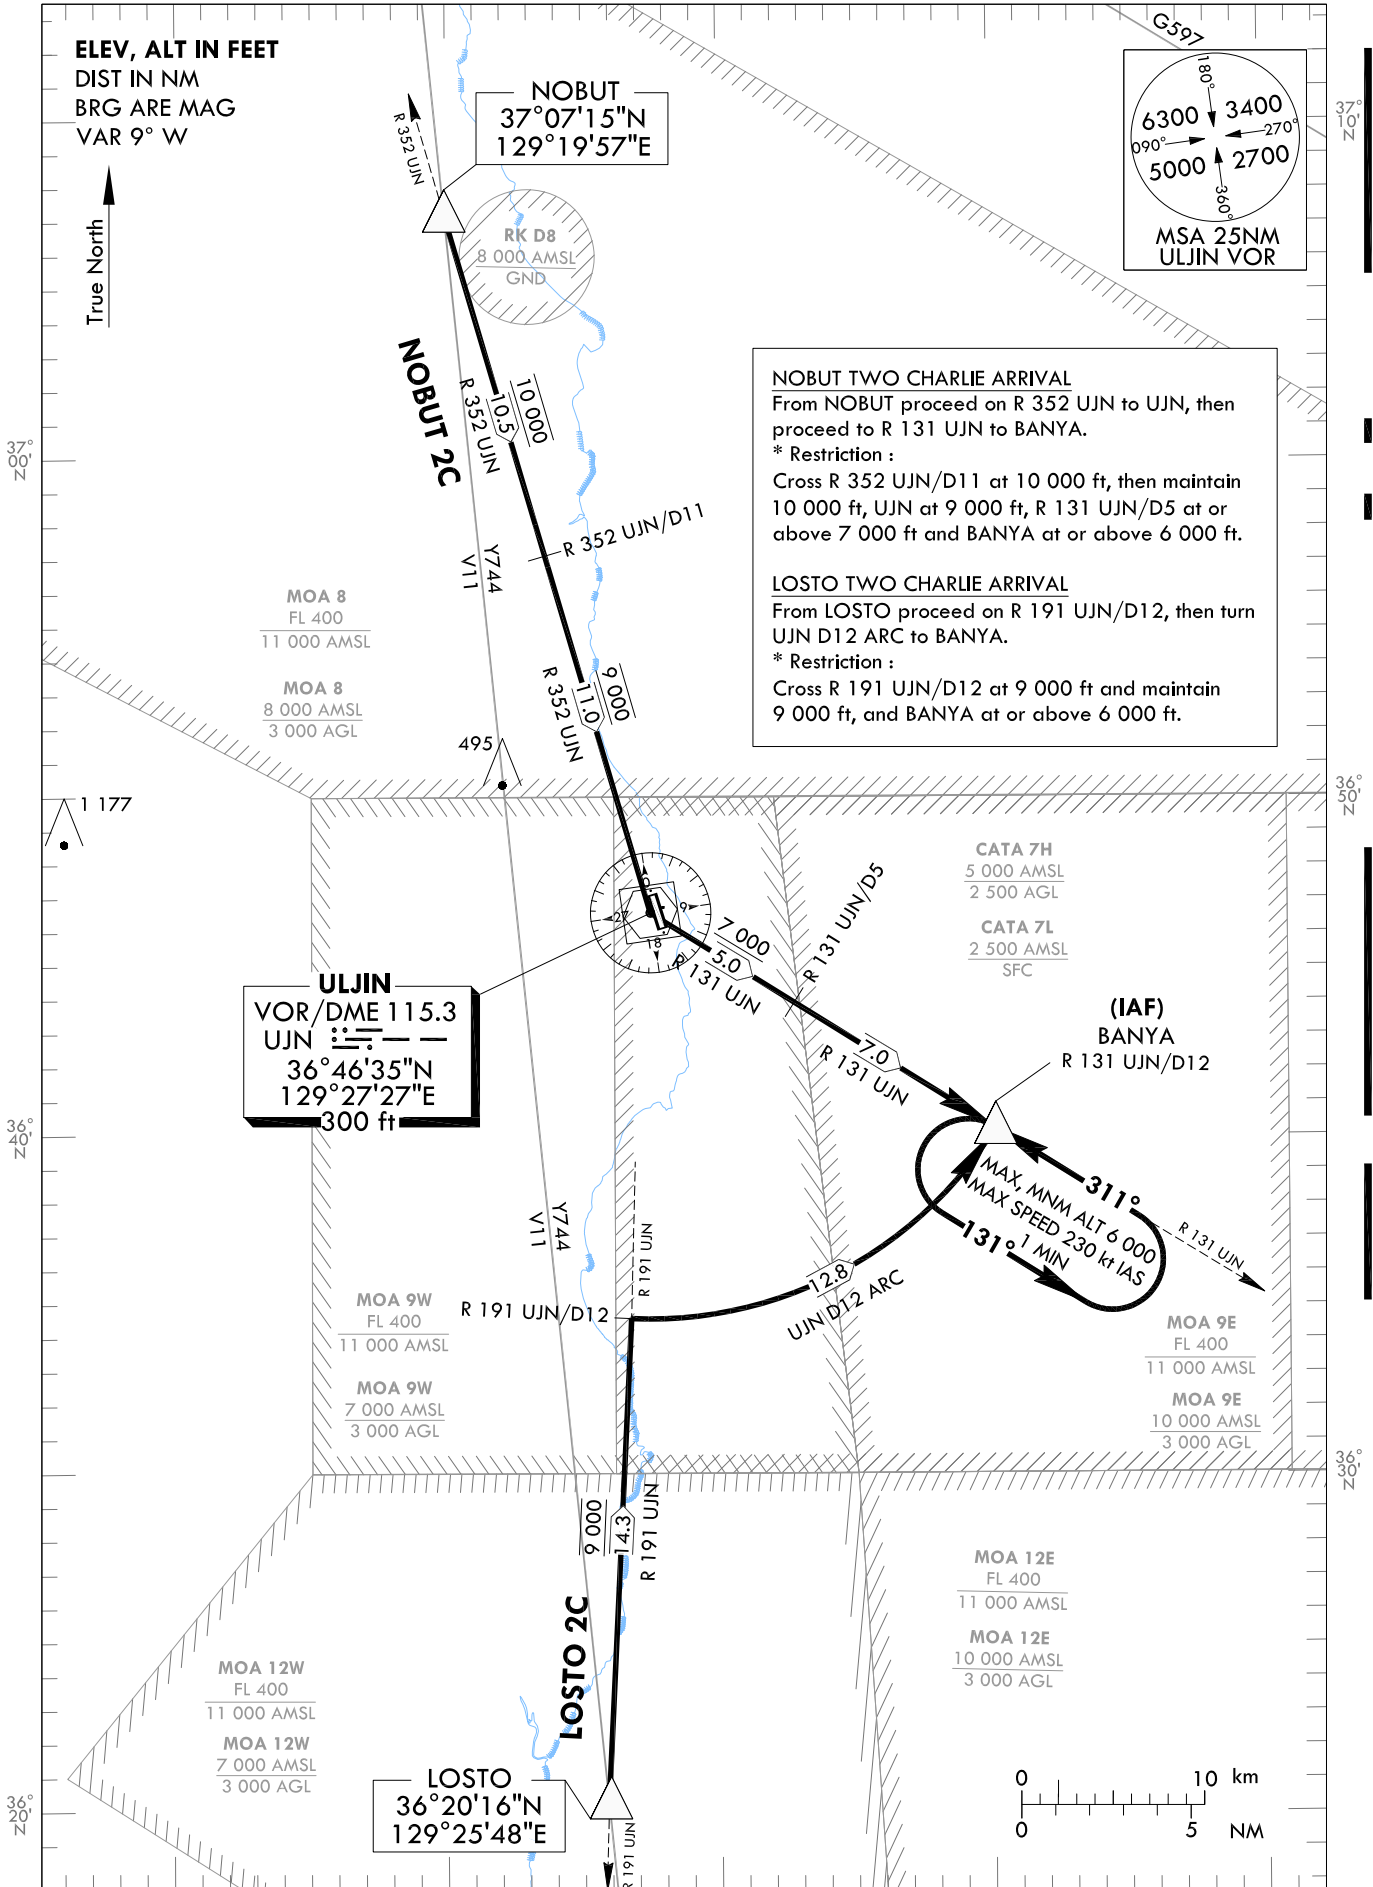 ELEV, ALT IN FEET
DIST IN NM
BRG ARE MAG
VAR 9° W
True North
NOBUT
37°07'15"N
129°19'57"E
G597
180°
6300
3400
090°
270°
5000
2700
360°
MSA 25NM
ULJIN VOR
37°
10'
N
R 352 UJN
RK D8
8 000 AMSL
GND
NOBUT 2C
10 000
10.5
R 352 UJN
NOBUT TWO CHARLIE ARRIVAL
From NOBUT proceed on R 352 UJN to UJN, then
proceed to R 131 UJN to BANYA.
* Restriction :
Cross R 352 UJN/D11 at 10 000 ft, then maintain
10 000 ft, UJN at 9 000 ft, R 131 UJN/D5 at or
above 7 000 ft and BANYA at or above 6 000 ft.
LOSTO TWO CHARLIE ARRIVAL
From LOSTO proceed on R 191 UJN/D12, then turn
UJN D12 ARC to BANYA.
* Restriction :
Cross R 191 UJN/D12 at 9 000 ft and maintain
9 000 ft, and BANYA at or above 6 000 ft.
37°
00'
N
R 352 UJN/D11
Y744
V11
MOA 8
FL 400
11 000 AMSL
MOA 8
8 000 AMSL
3 000 AGL
9 000
11.0
R 352 UJN
495
1 177
36°
50'
N
CATA 7H
5 000 AMSL
2 500 AGL
CATA 7L
2 500 AMSL
SFC
0
9
18
27
7 000
5.0
R 131 UJN
R 131 UJN/D5
ULJIN
VOR/DME 115.3
UJN
36°46'35"N
129°27'27"E
300 ft
(IAF)
BANYA
R 131 UJN/D12
7.0
R 131 UJN
36°
40'
N
311°
MAX, MNM ALT 6 000
MAX SPEED 230 kt IAS
1 MIN
131°
R 131 UJN
Y744
V11
R 191 UJN
R 191 UJN/D12
12.8
UJN D12 ARC
MOA 9W
FL 400
11 000 AMSL
MOA 9W
7 000 AMSL
3 000 AGL
MOA 9E
FL 400
11 000 AMSL
MOA 9E
10 000 AMSL
3 000 AGL
36°
30'
N
9 000
14.3
R 191 UJN
LOSTO 2C
MOA 12E
FL 400
11 000 AMSL
MOA 12E
10 000 AMSL
3 000 AGL
MOA 12W
FL 400
11 000 AMSL
MOA 12W
7 000 AMSL
3 000 AGL
36°
20'
N
LOSTO
36°20'16"N
129°25'48"E
R 191 UJN
0 10 km
0 5 NM